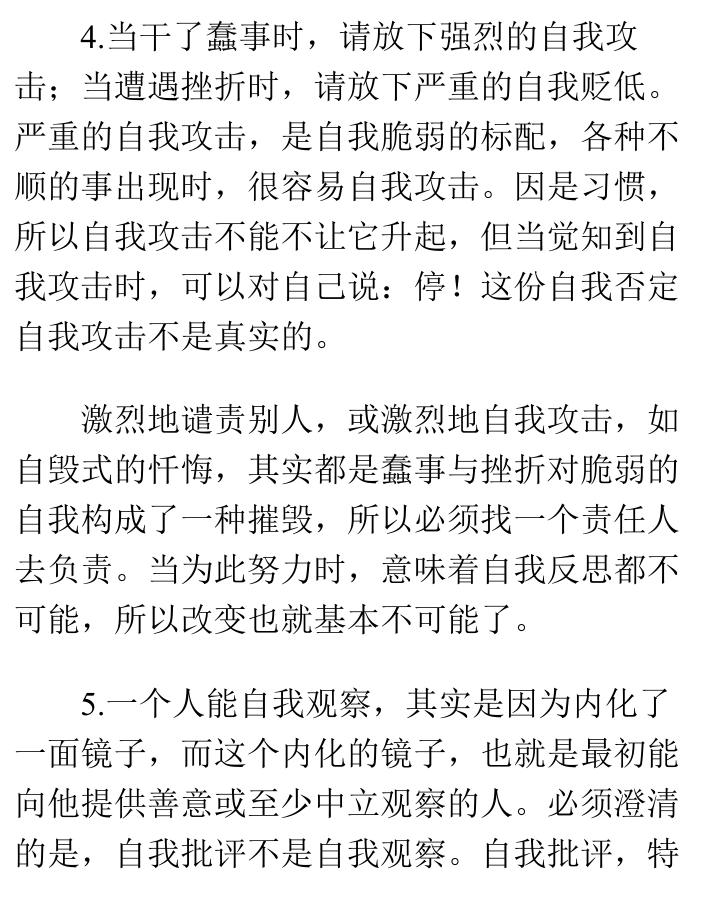 4.当干了蠢事时，请放下强烈的自我攻
击；当遭遇挫折时，请放下严重的自我贬低。
严重的自我攻击，是自我脆弱的标配，各种不
顺的事出现时，很容易自我攻击。因是习惯，
所以自我攻击不能不让它升起，但当觉知到自
我攻击时，可以对自己说：停！这份自我否定
自我攻击不是真实的。
激烈地谴责别人，或激烈地自我攻击，如
自毁式的忏悔，其实都是蠢事与挫折对脆弱的
自我构成了一种摧毁，所以必须找一个责任人
去负责。当为此努力时，意味着自我反思都不
可能，所以改变也就基本不可能了。
5.一个人能自我观察，其实是因为内化了
一面镜子，而这个内化的镜子，也就是最初能
向他提供善意或至少中立观察的人。必须澄清
的是，自我批评不是自我观察。自我批评，特